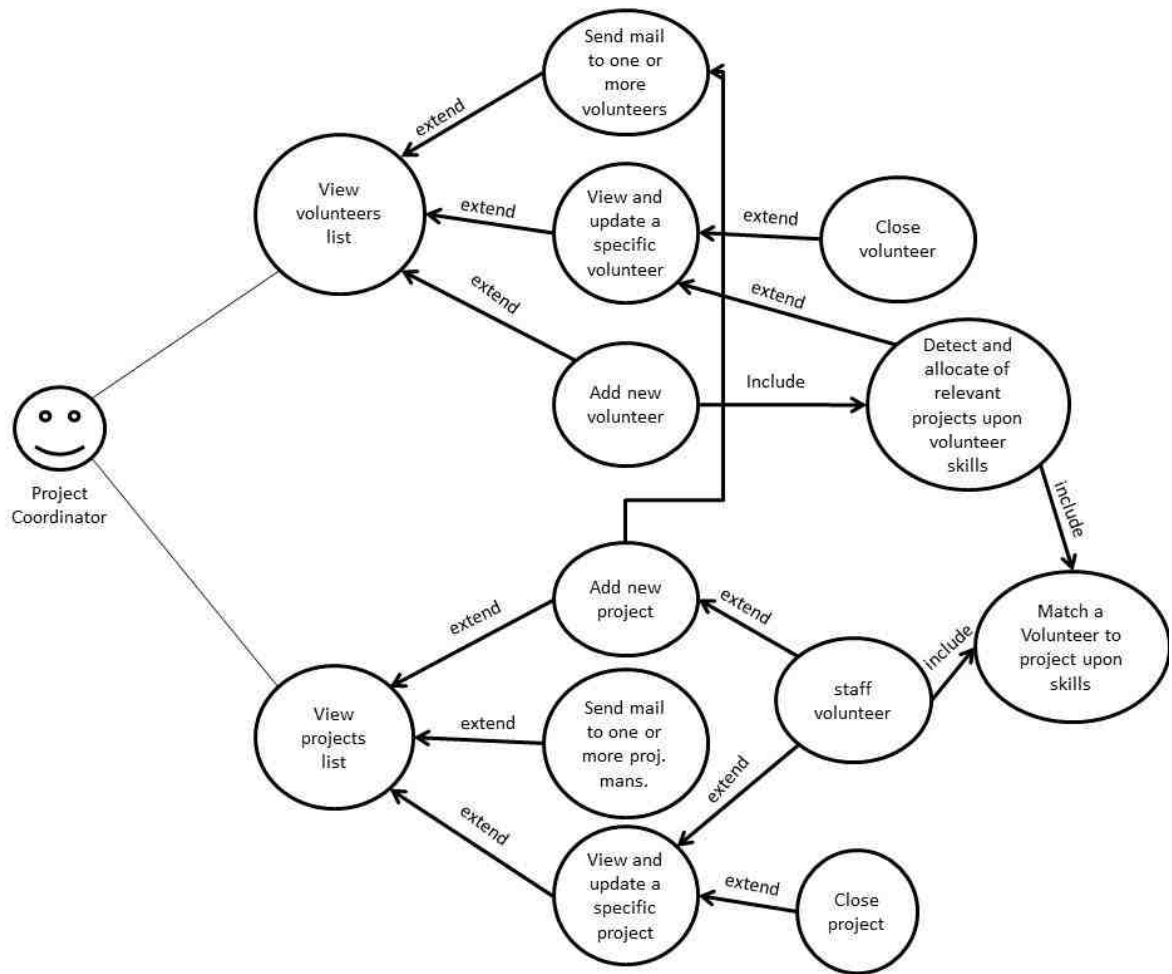 Send mail
to one or
more
volunteers
extend
View
volunteers
list
extend
View and
update a
specific
volunteer
extend
Close
volunteer
extend
extend
Add new
volunteer
Include
Detect and
allocate of
relevant
projects upon
volunteer
skills
Project
Coordinator
include
Add new
project
extend
extend
Match a
Volunteer to
project upon
skills
include
staff
volunteer
View
projects
list
extend
Send mail
to one or
more proj.
mans.
extend
extend
View and
update a
specific
project
extend
Close
project